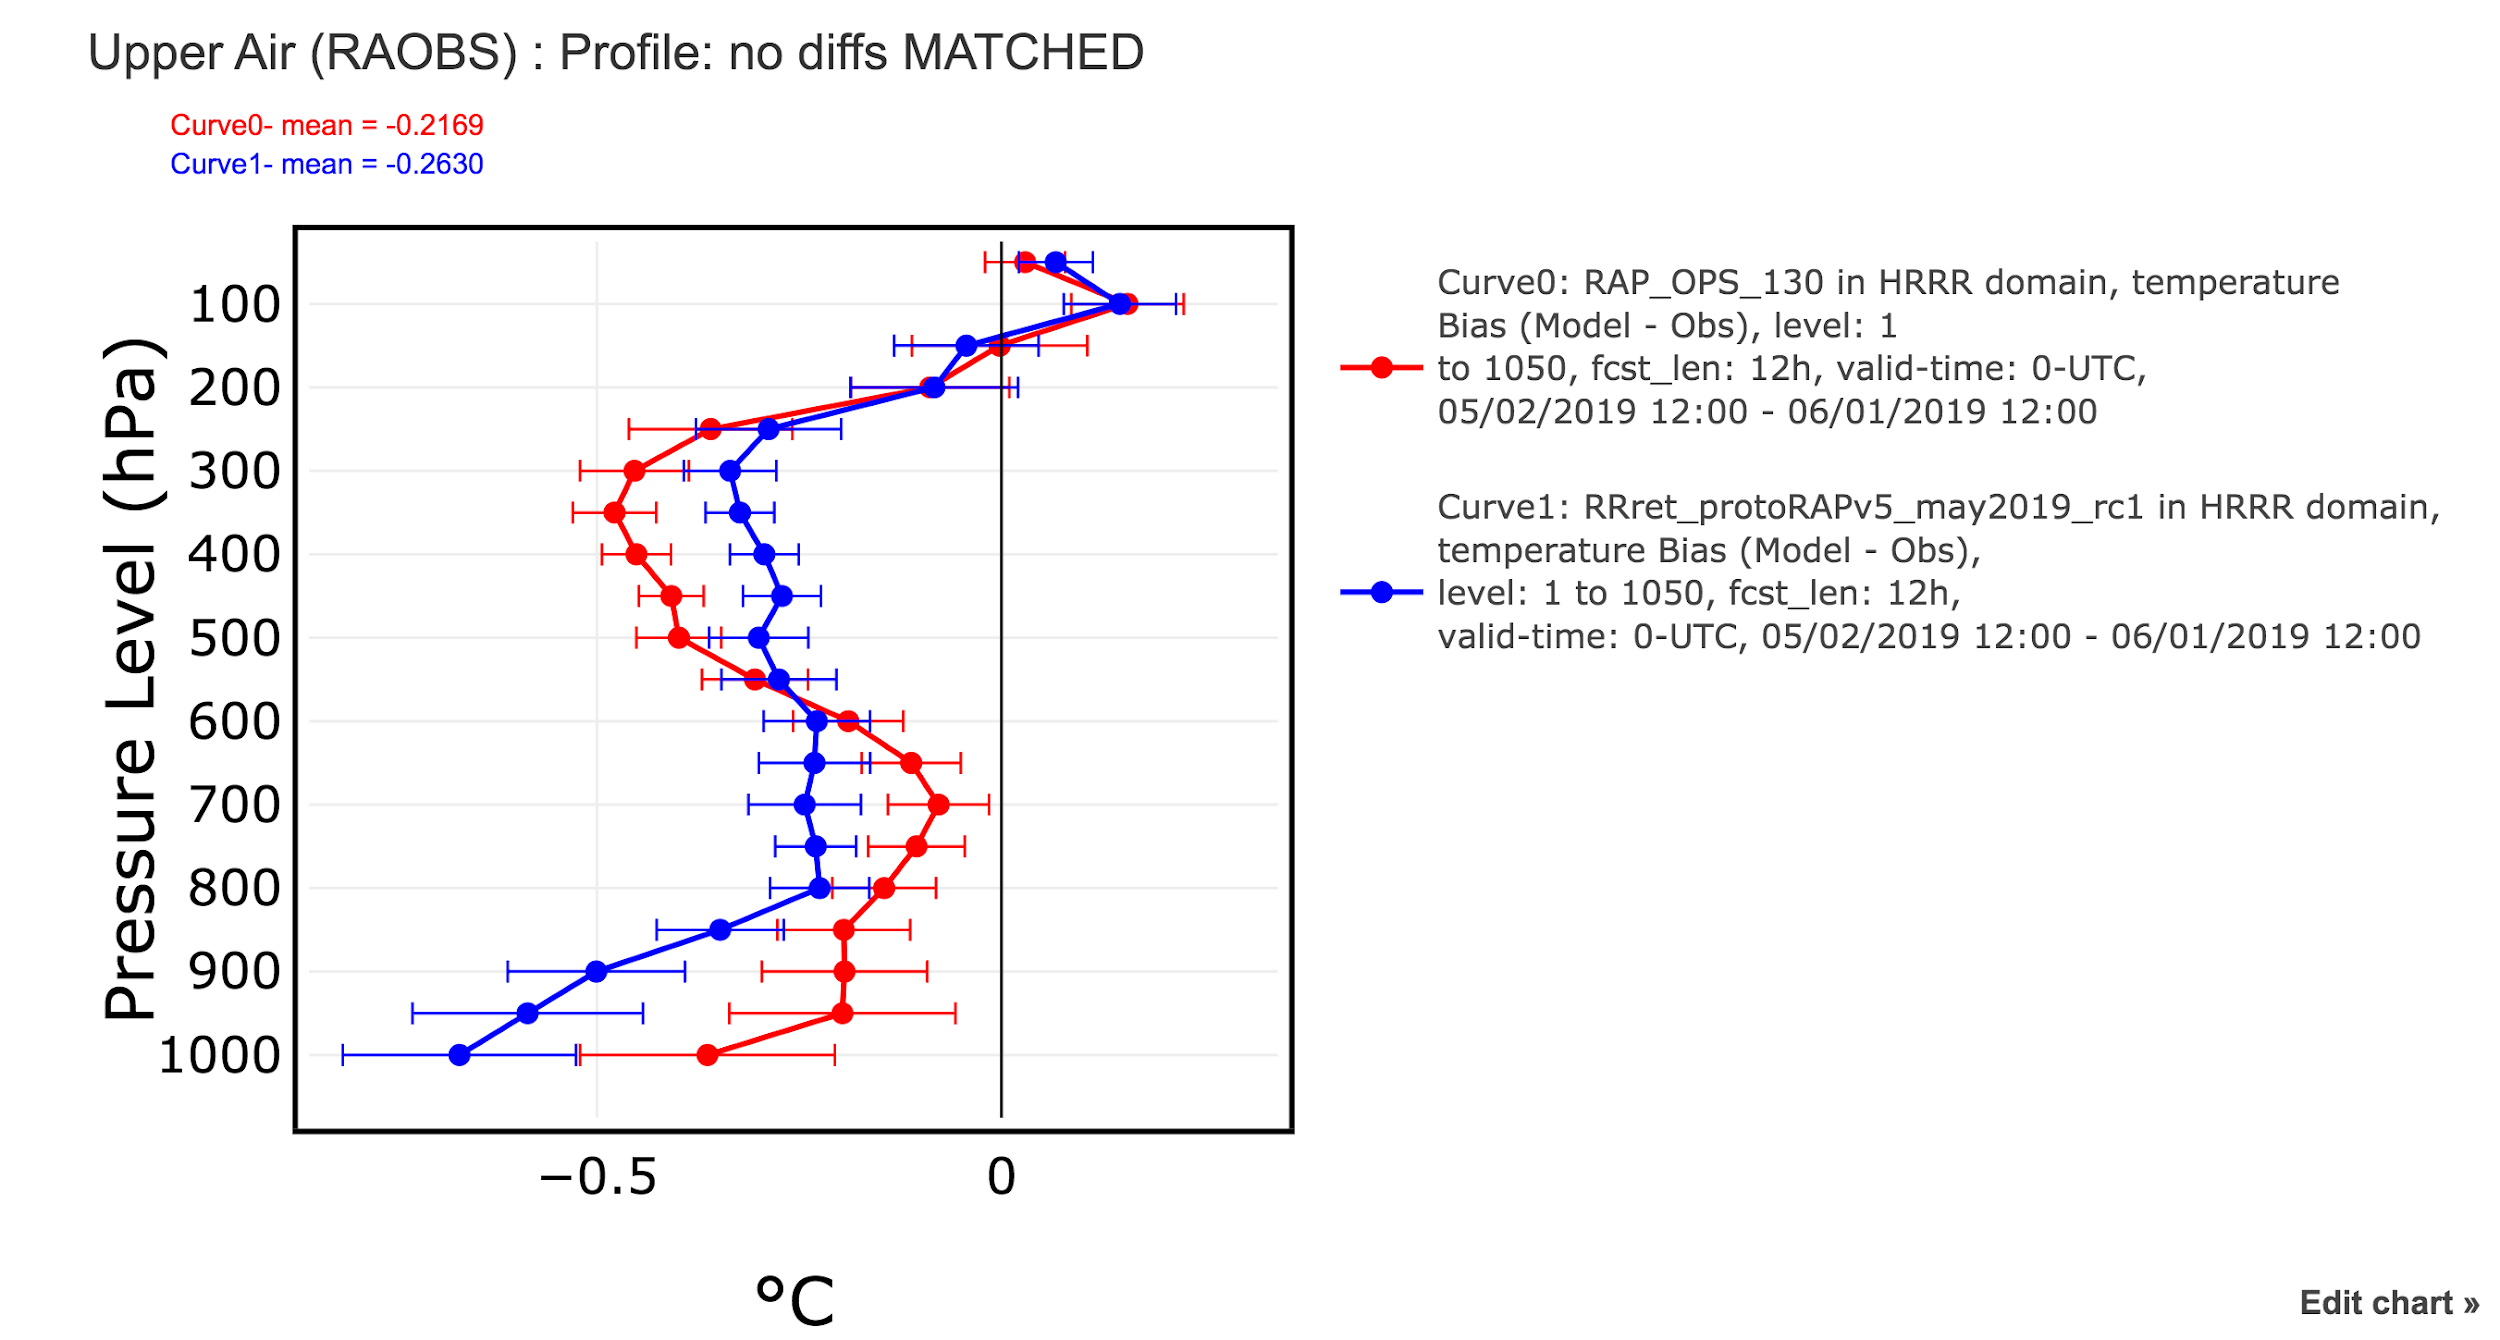 Upper Air (RAOBS) : Profile: no diffs MATCHED
Curve0- mean = -0.2169
Curve1- mean = -0.2630
Pressure Level (hPa)
100
200
300
400
500
600
700
800
900
1000
−0.5
0
°C
Curve0: RAP_OPS_130 in HRRR domain, temperature
Bias (Model - Obs), level: 1
to 1050, fcst_len: 12h, valid-time: 0-UTC,
05/02/2019 12:00 - 06/01/2019 12:00
Curve1: RRret_protoRAPv5_may2019_rc1 in HRRR domain,
temperature Bias (Model - Obs),
level: 1 to 1050, fcst_len: 12h,
valid-time: 0-UTC, 05/02/2019 12:00 - 06/01/2019 12:00
Edit chart »